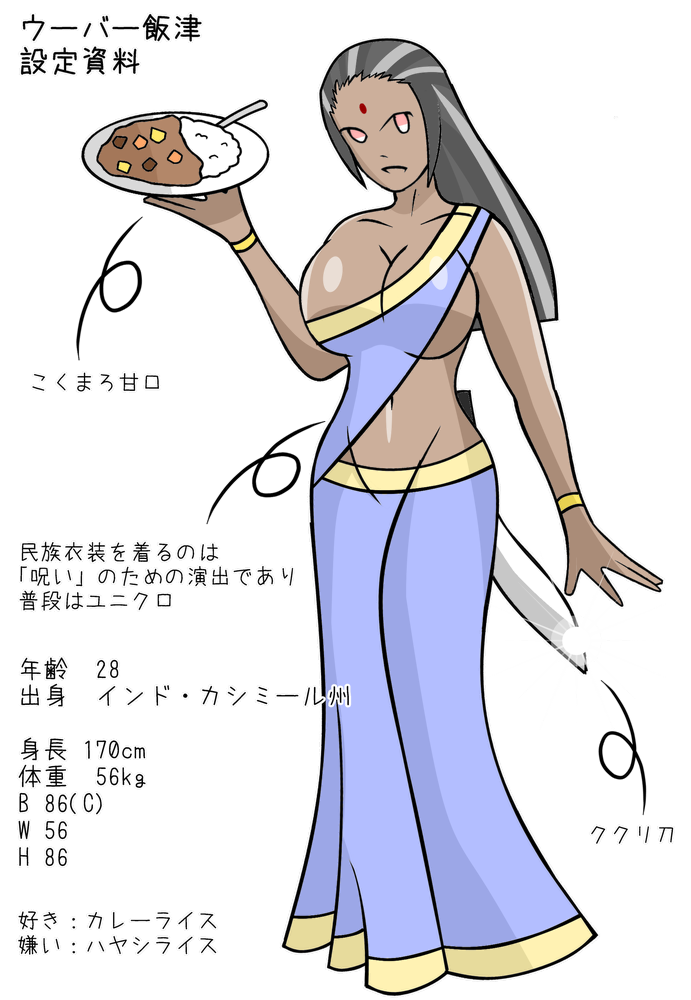 ウーバー飯津
設定資料
こくまろ甘口
民族衣装を着るのは
「呪い」のための演出であり
普段はユニクロ
年齢　28
出身　インド・カシミール州
身長 170cm
体重　56kg
B 86(C)
W 56
H 86
ククリ刀
好き：カレーライス
嫌い：ハヤシライス